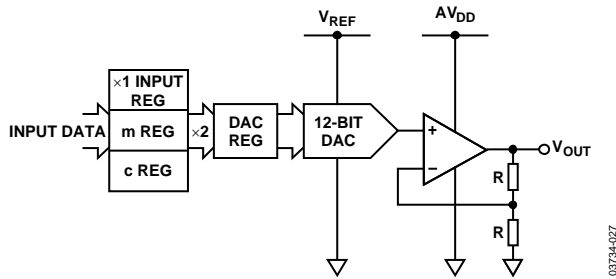 V_REF
AV_DD
×1 INPUT
REG
INPUT DATA
m REG
×2
DAC
REG
12-BIT
DAC
c REG
+
−
V_OUT
R
R
03734-027